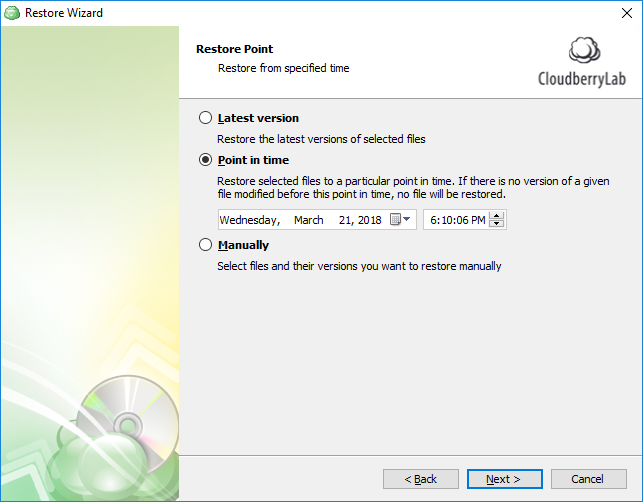 Restore Wizard
Restore Point
Restore from specified time
CloudberryLab
Latest version
Restore the latest versions of selected files
Point in time
Restore selected files to a particular point in time. If there is no version of a given
file modified before this point in time, no file will be restored.
Wednesday, March 21, 2018 6:10:06 PM
Manually
Select files and their versions you want to restore manually
< Back Next > Cancel